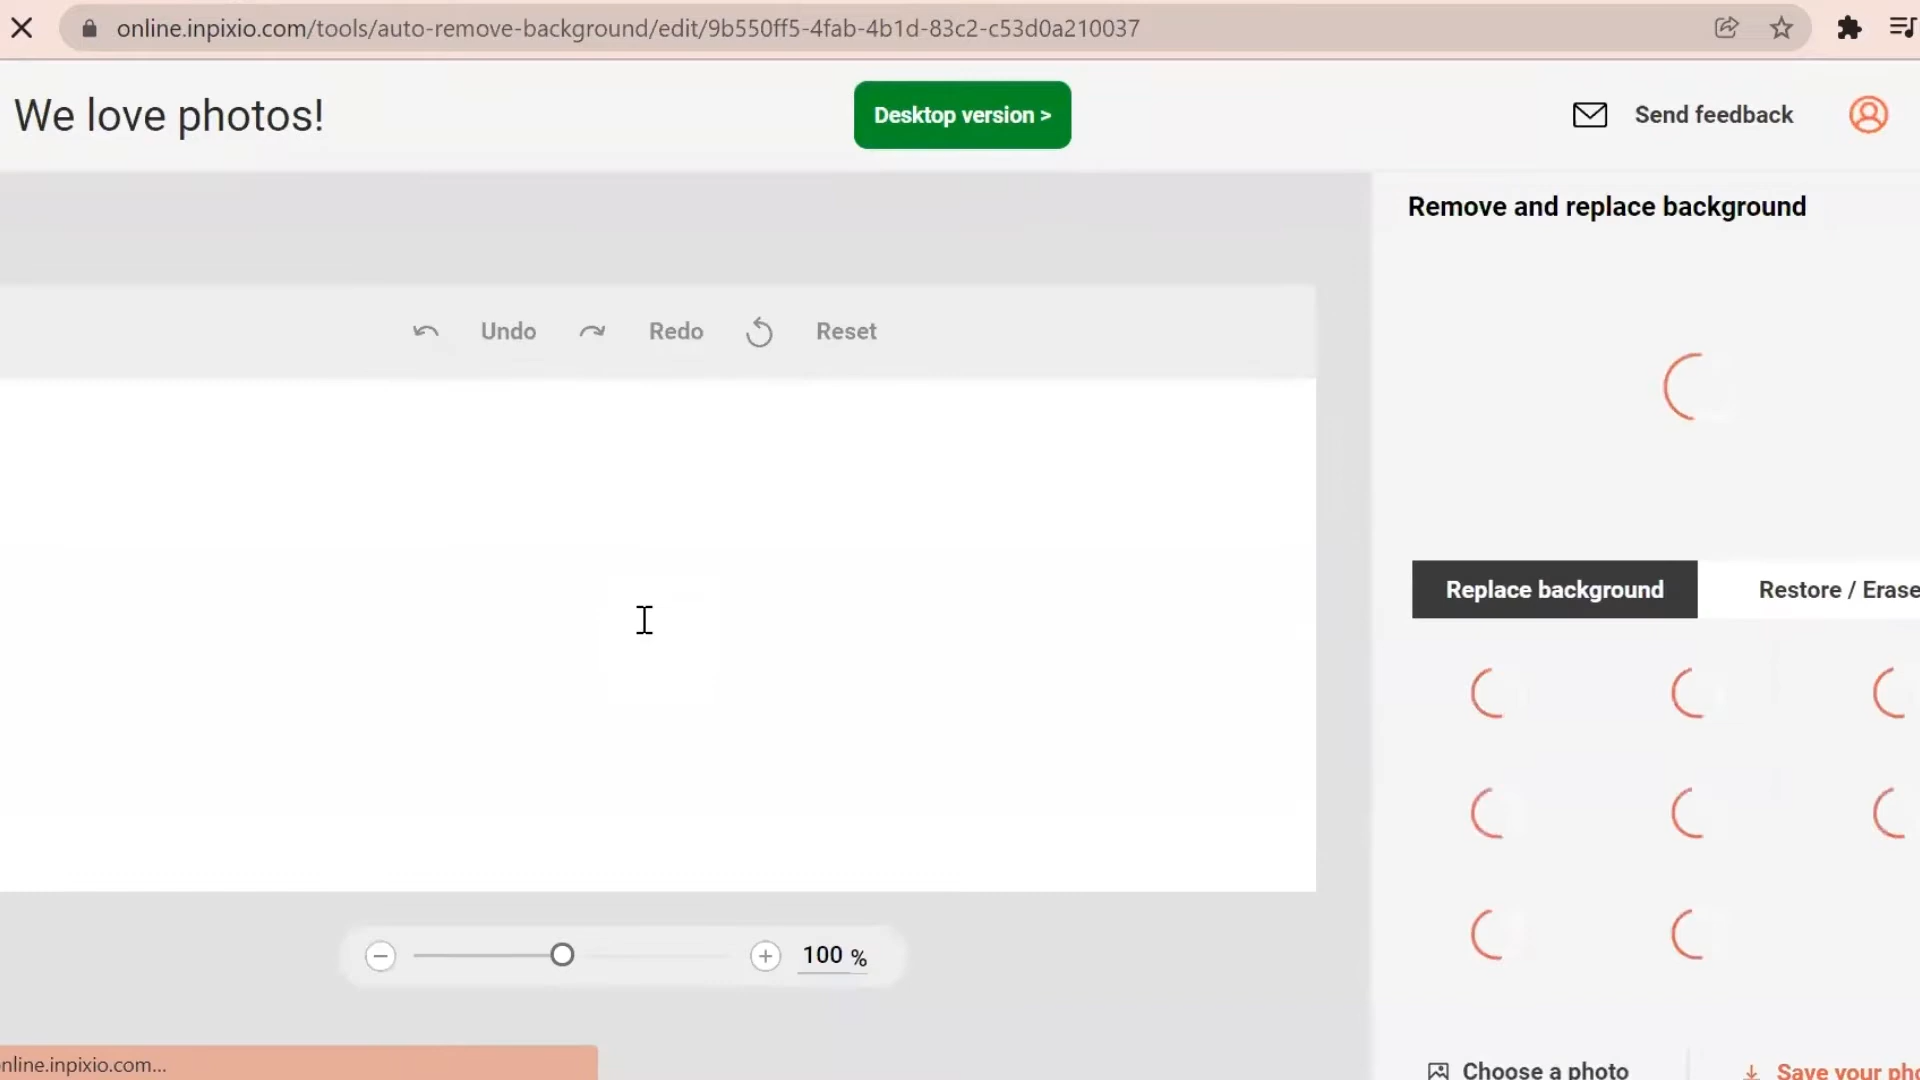 online.inpixio.com/tools/auto-remove-background/edit/9b550ff5-4fab-4b1d-83c2-c53d0a210037
We love photos!
Desktop version >
Send feedback
Remove and replace background
Undo
Redo
Reset
Replace background
Restore / Erase
100 %
nline.inpixio.com...
Choose a photo
Save your pho